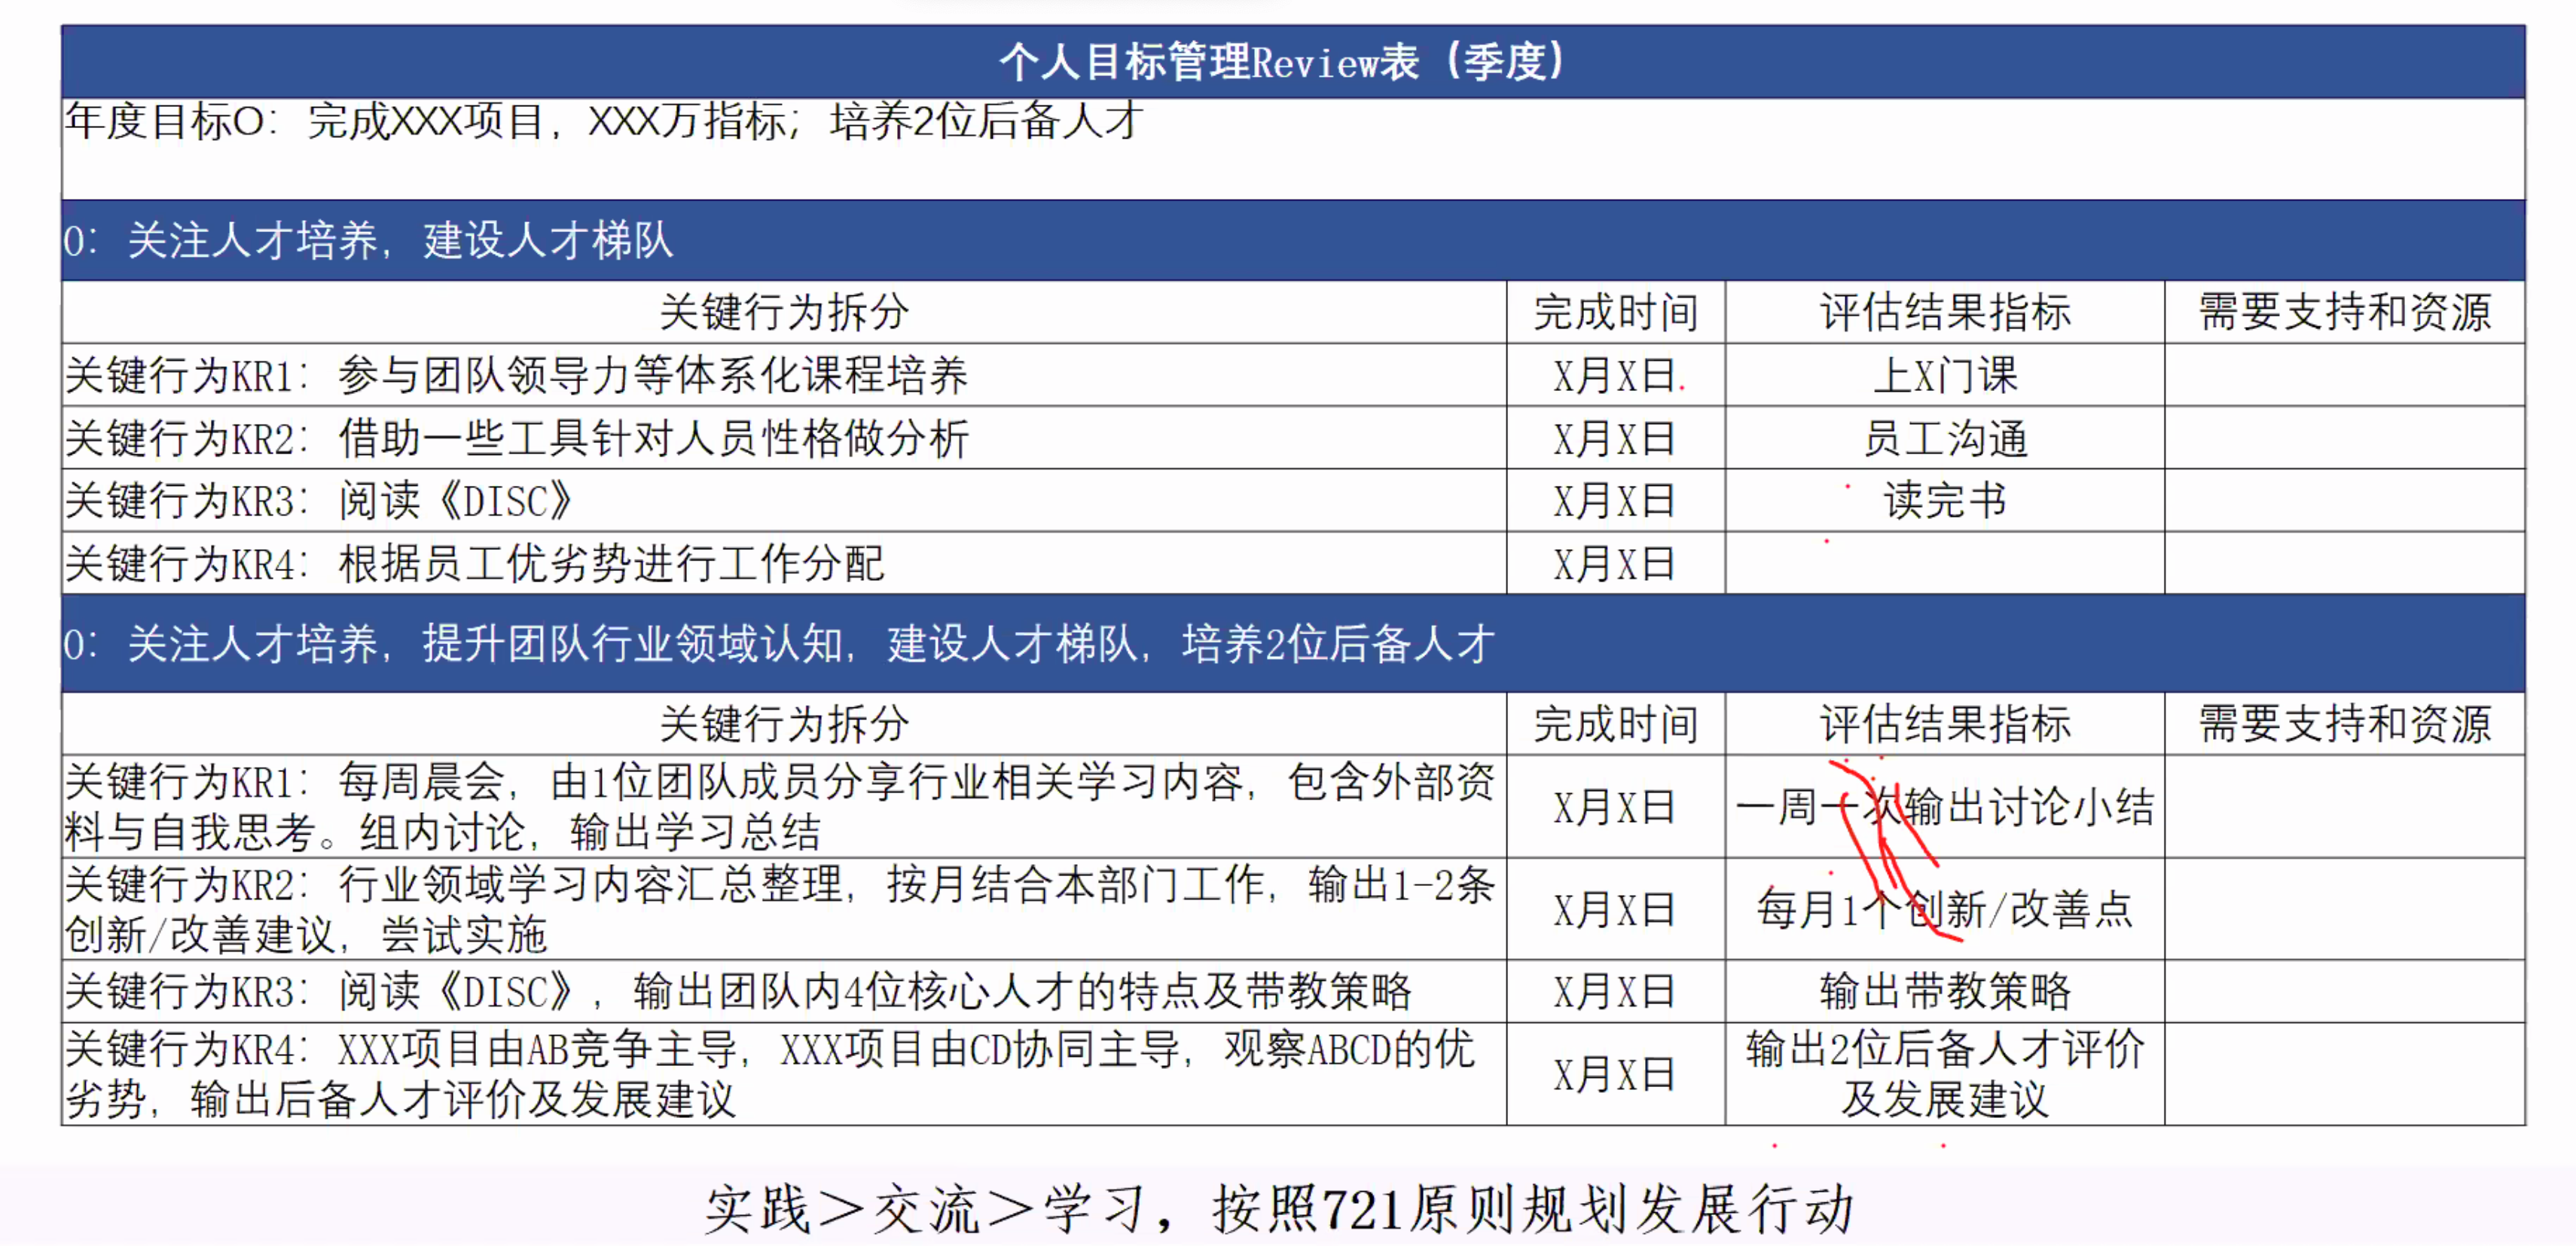 个人目标管理Review表（季度）
年度目标O：完成XXX项目，XXX万指标；培养2位后备人才
O：关注人才培养，建设人才梯队
关键行为拆分 完成时间 评估结果指标 需要支持和资源
关键行为KR1：参与团队领导力等体系化课程培养 X月X日 上X门课
关键行为KR2：借助一些工具针对人员性格做分析 X月X日 员工沟通
关键行为KR3：阅读《DISC》 X月X日 读完书
关键行为KR4：根据员工优劣势进行工作分配 X月X日
O：关注人才培养，提升团队行业领域认知，建设人才梯队，培养2位后备人才
关键行为拆分 完成时间 评估结果指标 需要支持和资源
关键行为KR1：每周晨会，由1位团队成员分享行业相关学习内容，包含外部资
料与自我思考。组内讨论，输出学习总结
X月X日 一周一次输出讨论小结
关键行为KR2：行业领域学习内容汇总整理，按月结合本部门工作，输出1-2条
创新/改善建议，尝试实施
X月X日 每月1个创新/改善点
关键行为KR3：阅读《DISC》，输出团队内4位核心人才的特点及带教策略 X月X日 输出带教策略
关键行为KR4：XXX项目由AB竞争主导，XXX项目由CD协同主导，观察ABCD的优
劣势，输出后备人才评价及发展建议
X月X日
输出2位后备人才评价
及发展建议
实践＞交流＞学习，按照721原则规划发展行动